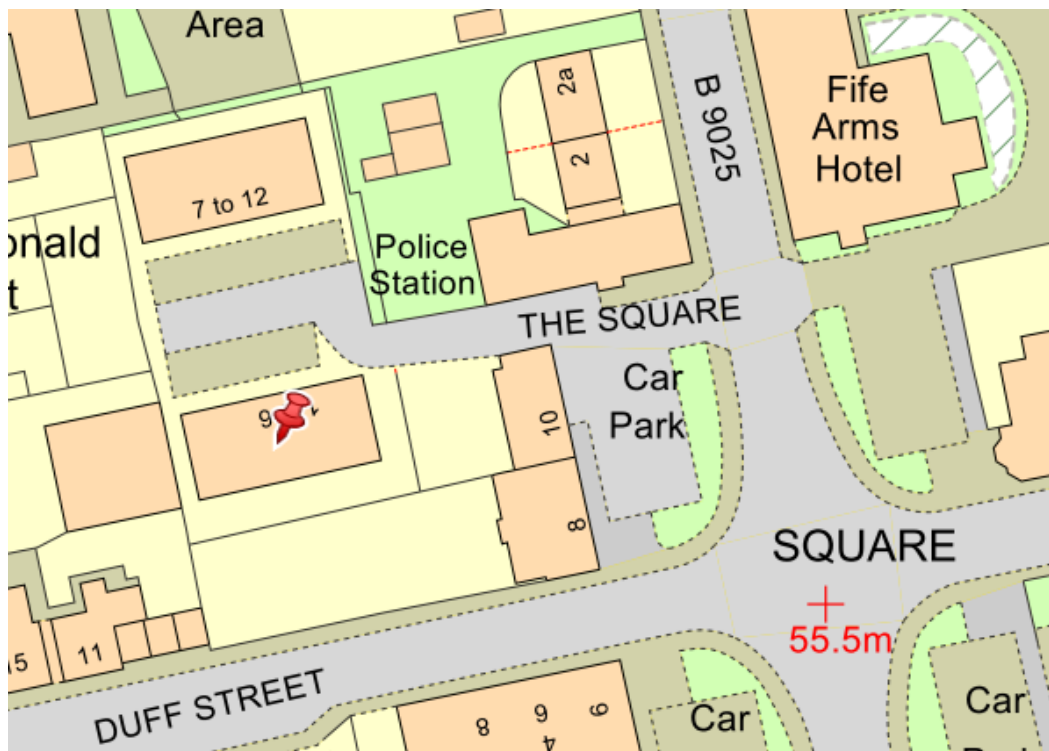 Area
2a
B 9025
Fife
Arms
Hotel
2
7 to 12
onald
t
Police
Station
THE SQUARE
Car
Park
10
6
8
SQUARE
55.5m
15
11
DUFF STREET
8
6
4
6
Car
Car